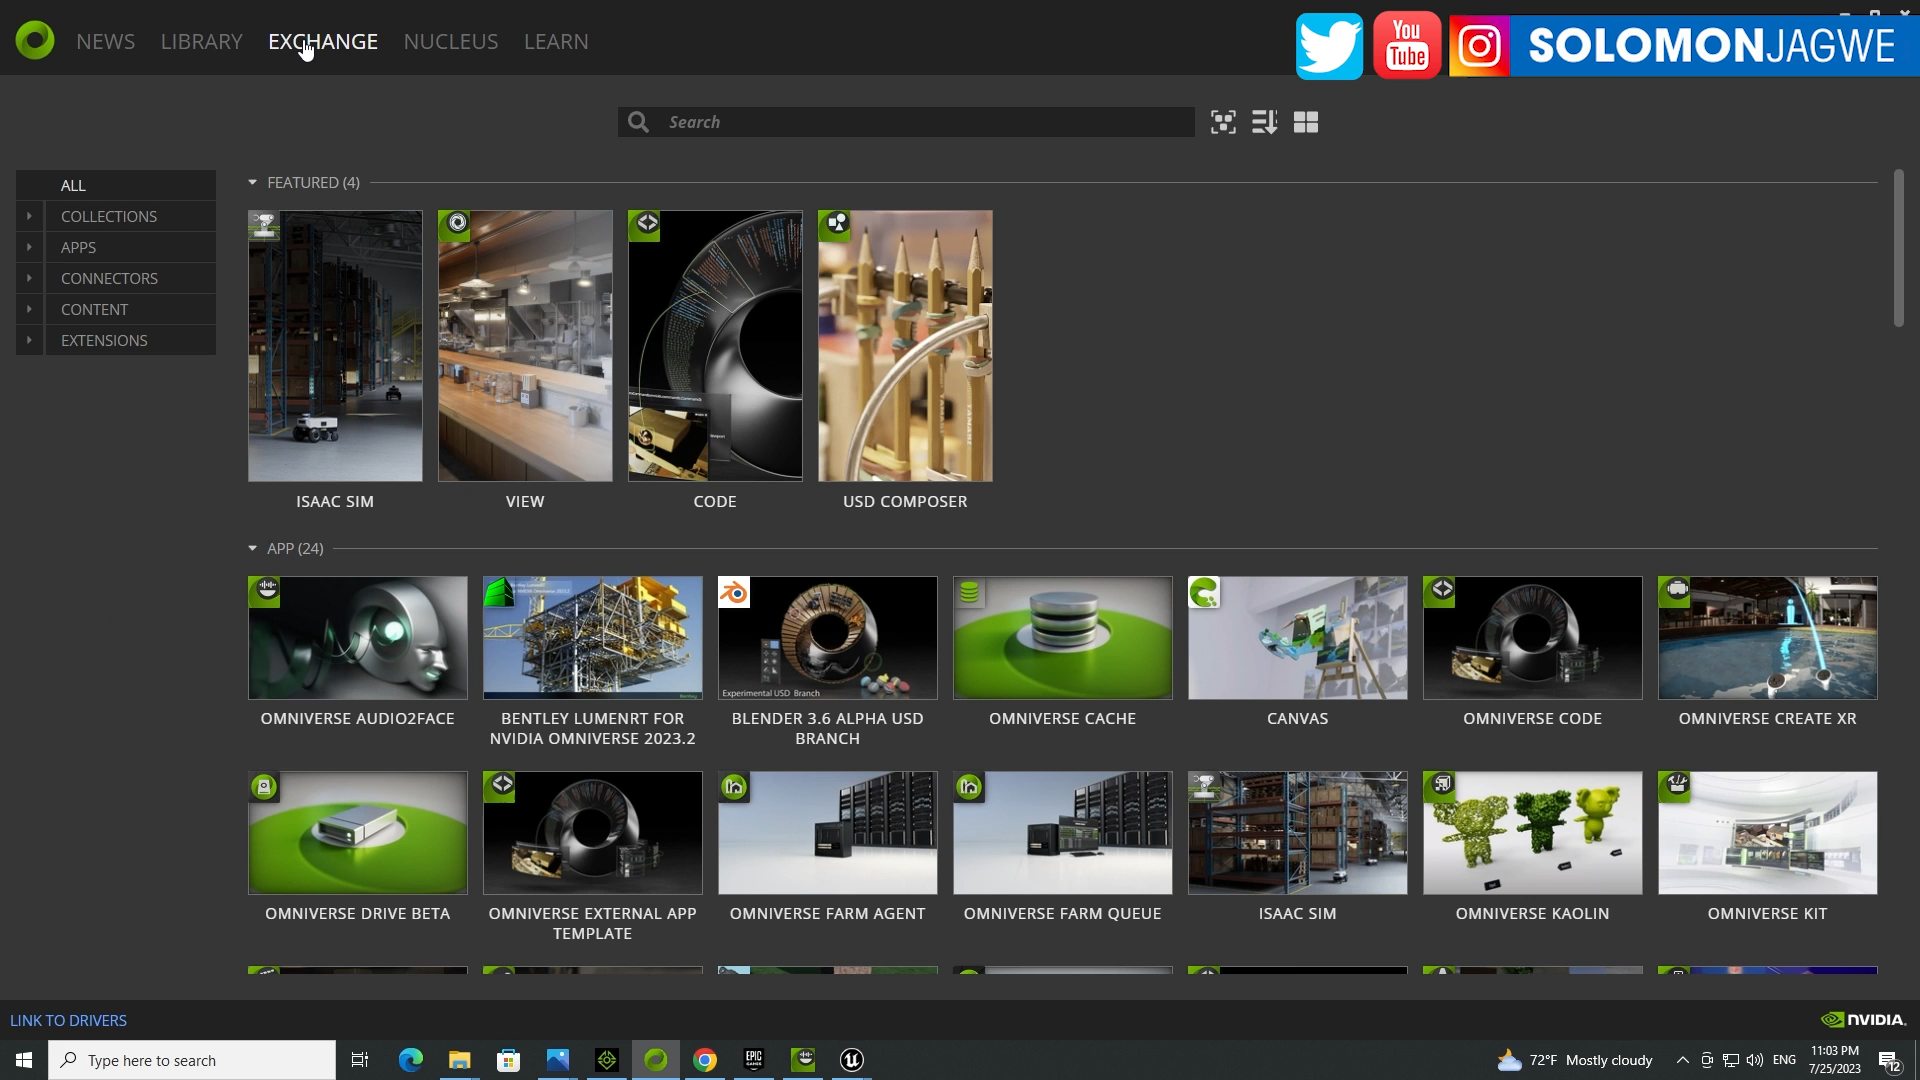 NEWS LIBRARY EXCHANGE NUCLEUS LEARN
You Tube SOLOMONJAGWE
Search
ALL
COLLECTIONS
APPS
CONNECTORS
CONTENT
EXTENSIONS
FEATURED (4)
ISAAC SIM VIEW CODE USD COMPOSER
APP (24)
Experimental USD Branch
OMNIVERSE AUDIO2FACE
BENTLEY LUMENRT FOR
NVIDIA OMNIVERSE 2023.2
BLENDER 3.6 ALPHA USD
BRANCH
OMNIVERSE CACHE
CANVAS
OMNIVERSE CODE
OMNIVERSE CREATE XR
OMNIVERSE DRIVE BETA
OMNIVERSE EXTERNAL APP
TEMPLATE
OMNIVERSE FARM AGENT
OMNIVERSE FARM QUEUE
ISAAC SIM
OMNIVERSE KAOLIN
OMNIVERSE KIT
LINK TO DRIVERS
NVIDIA.
Type here to search
EPIC GAMES
72°F Mostly cloudy
ENG
11:03 PM
7/25/2023
12